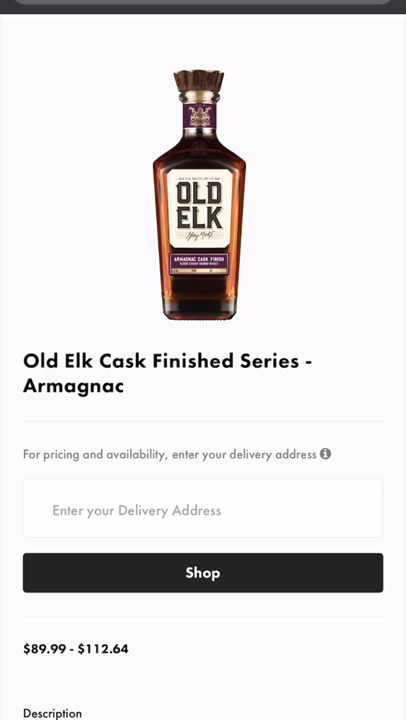 OLD
ELK
ARMAGNAC CASK FINISH
Old Elk Cask Finished Series -
Armagnac
For pricing and availability, enter your delivery address
Enter your Delivery Address
Shop
$89.99 - $112.64
Description